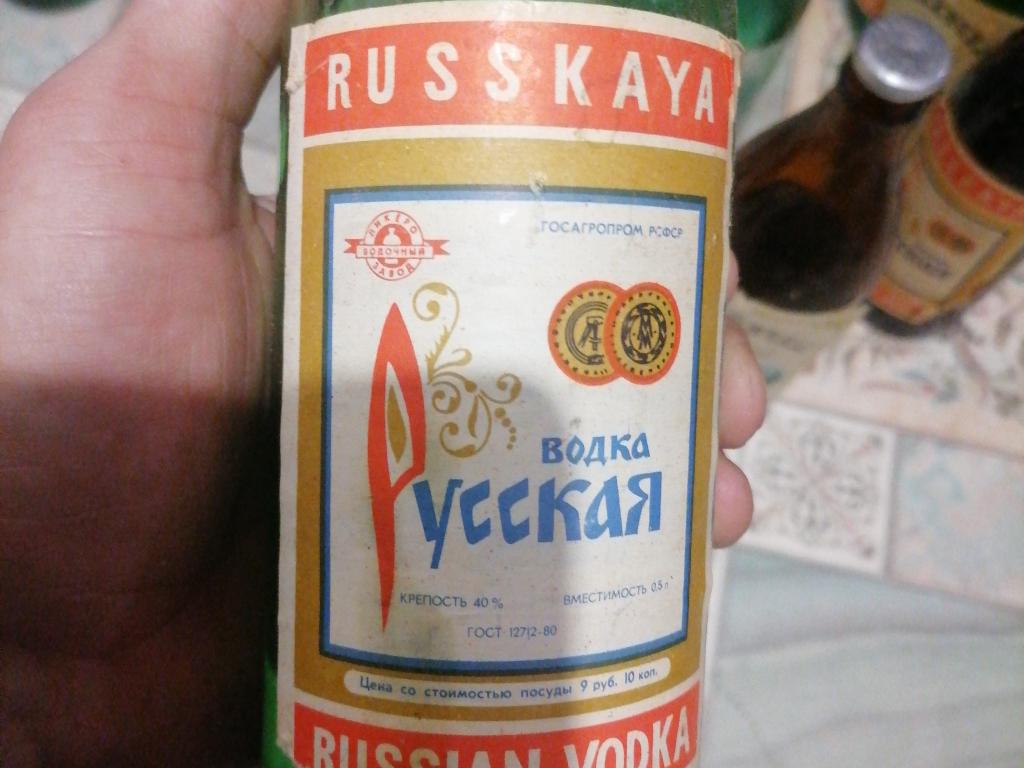 RUSSKAYA
ЛИКЕРО
ВОДОЧНЫЙ
ЗАВОД
ГОСАГРОПРОМ РСФСР
ВОДКА
Русская
КРЕПОСТЬ 40% ВМЕСТИМОСТЬ 0,5 л
ГОСТ 12712-80
Цена со стоимостью посуды 9 руб. 10 коп.
RUSSIAN VODKA